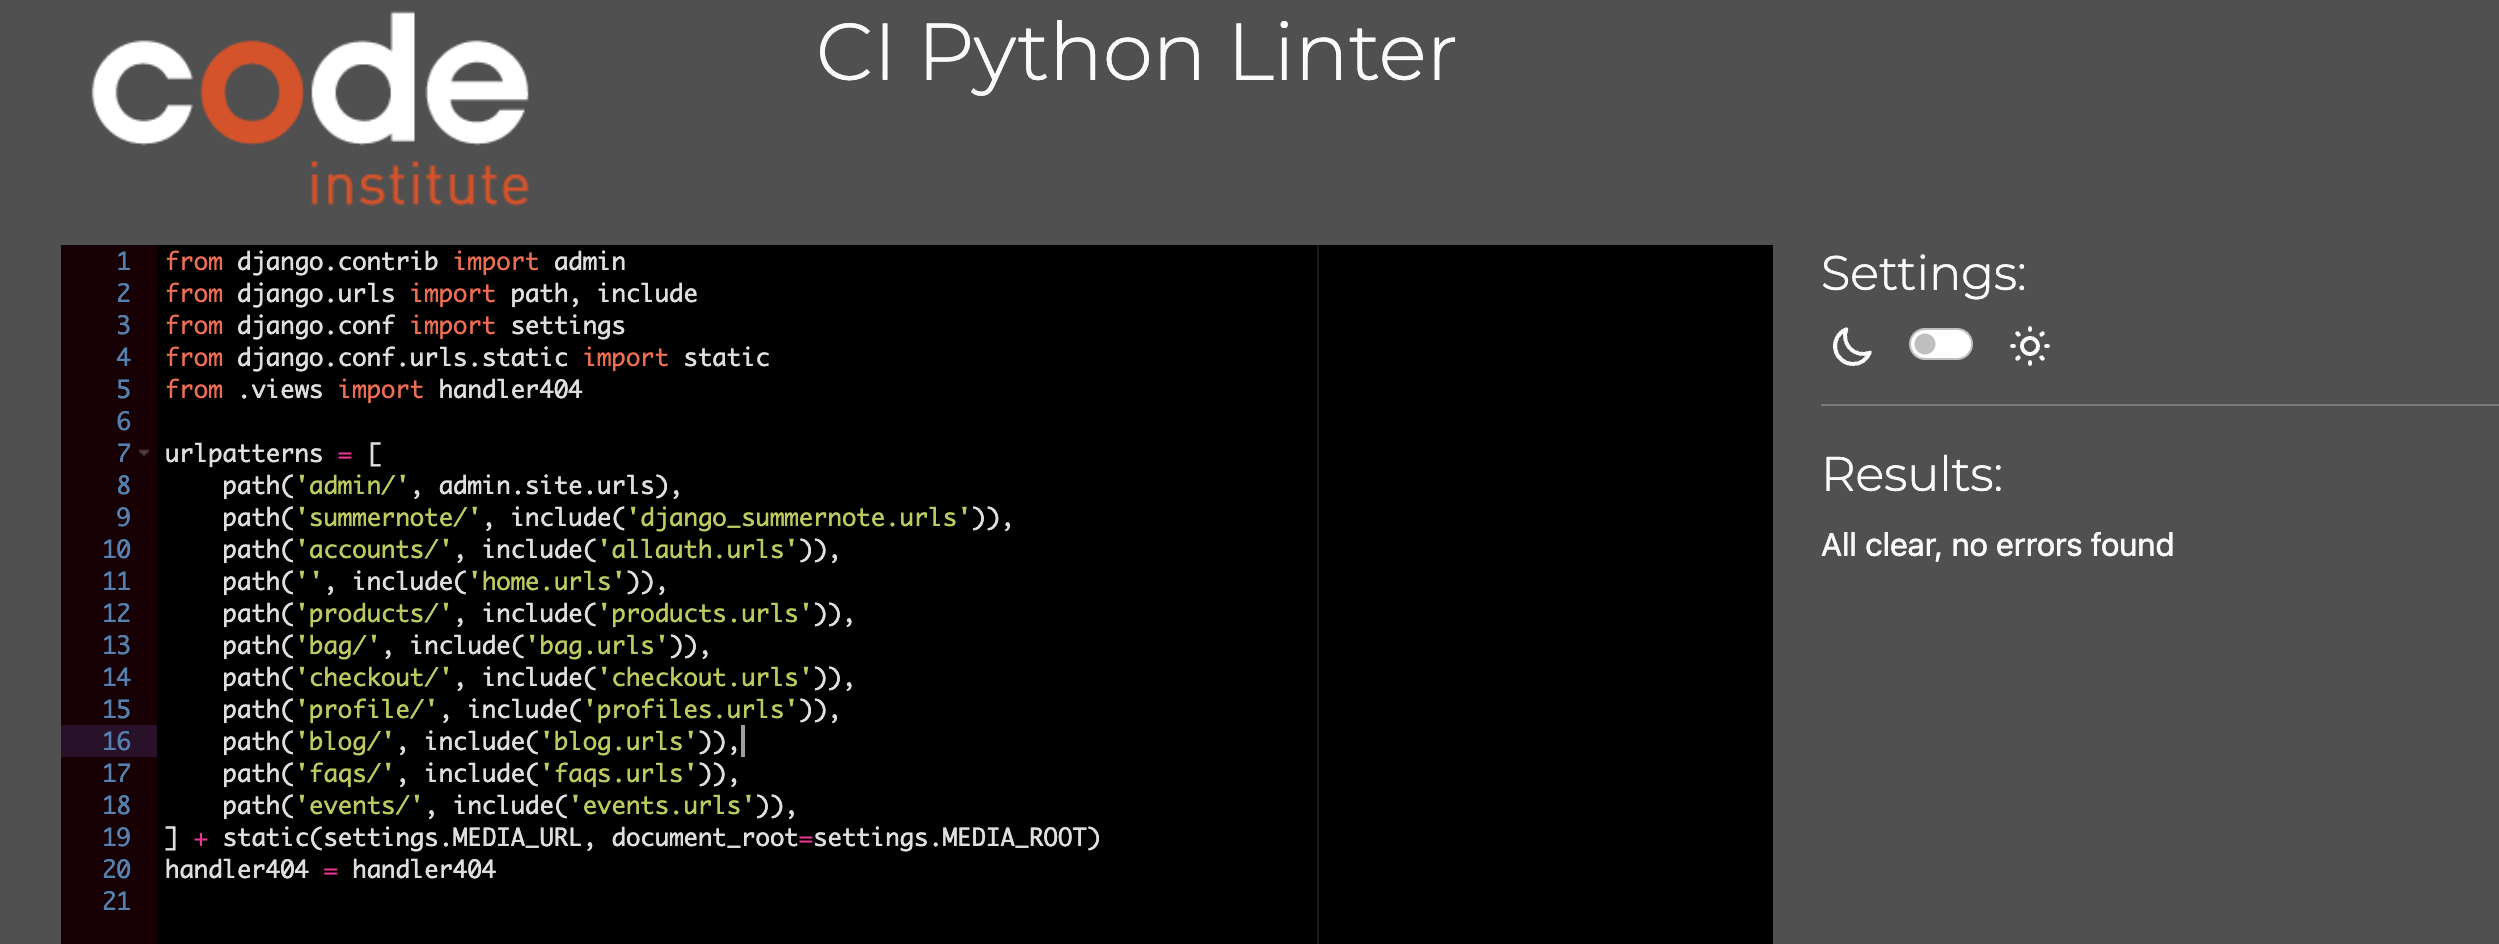 code
institute
CI Python Linter
1 from django.contrib import admin
2 from django.urls import path, include
3 from django.conf import settings
4 from django.conf.urls.static import static
5 from .views import handler404
6
7 urlpatterns = [
8     path('admin/', admin.site.urls),
9     path('summernote/', include('django_summernote.urls')),
10     path('accounts/', include('allauth.urls')),
11     path('', include('home.urls')),
12     path('products/', include('products.urls')),
13     path('bag/', include('bag.urls')),
14     path('checkout/', include('checkout.urls')),
15     path('profile/', include('profiles.urls')),
16     path('blog/', include('blog.urls')),
17     path('faqs/', include('faqs.urls')),
18     path('events/', include('events.urls')),
19 ] + static(settings.MEDIA_URL, document_root=settings.MEDIA_ROOT)
20 handler404 = handler404
21
Settings:
Results:
All clear, no errors found